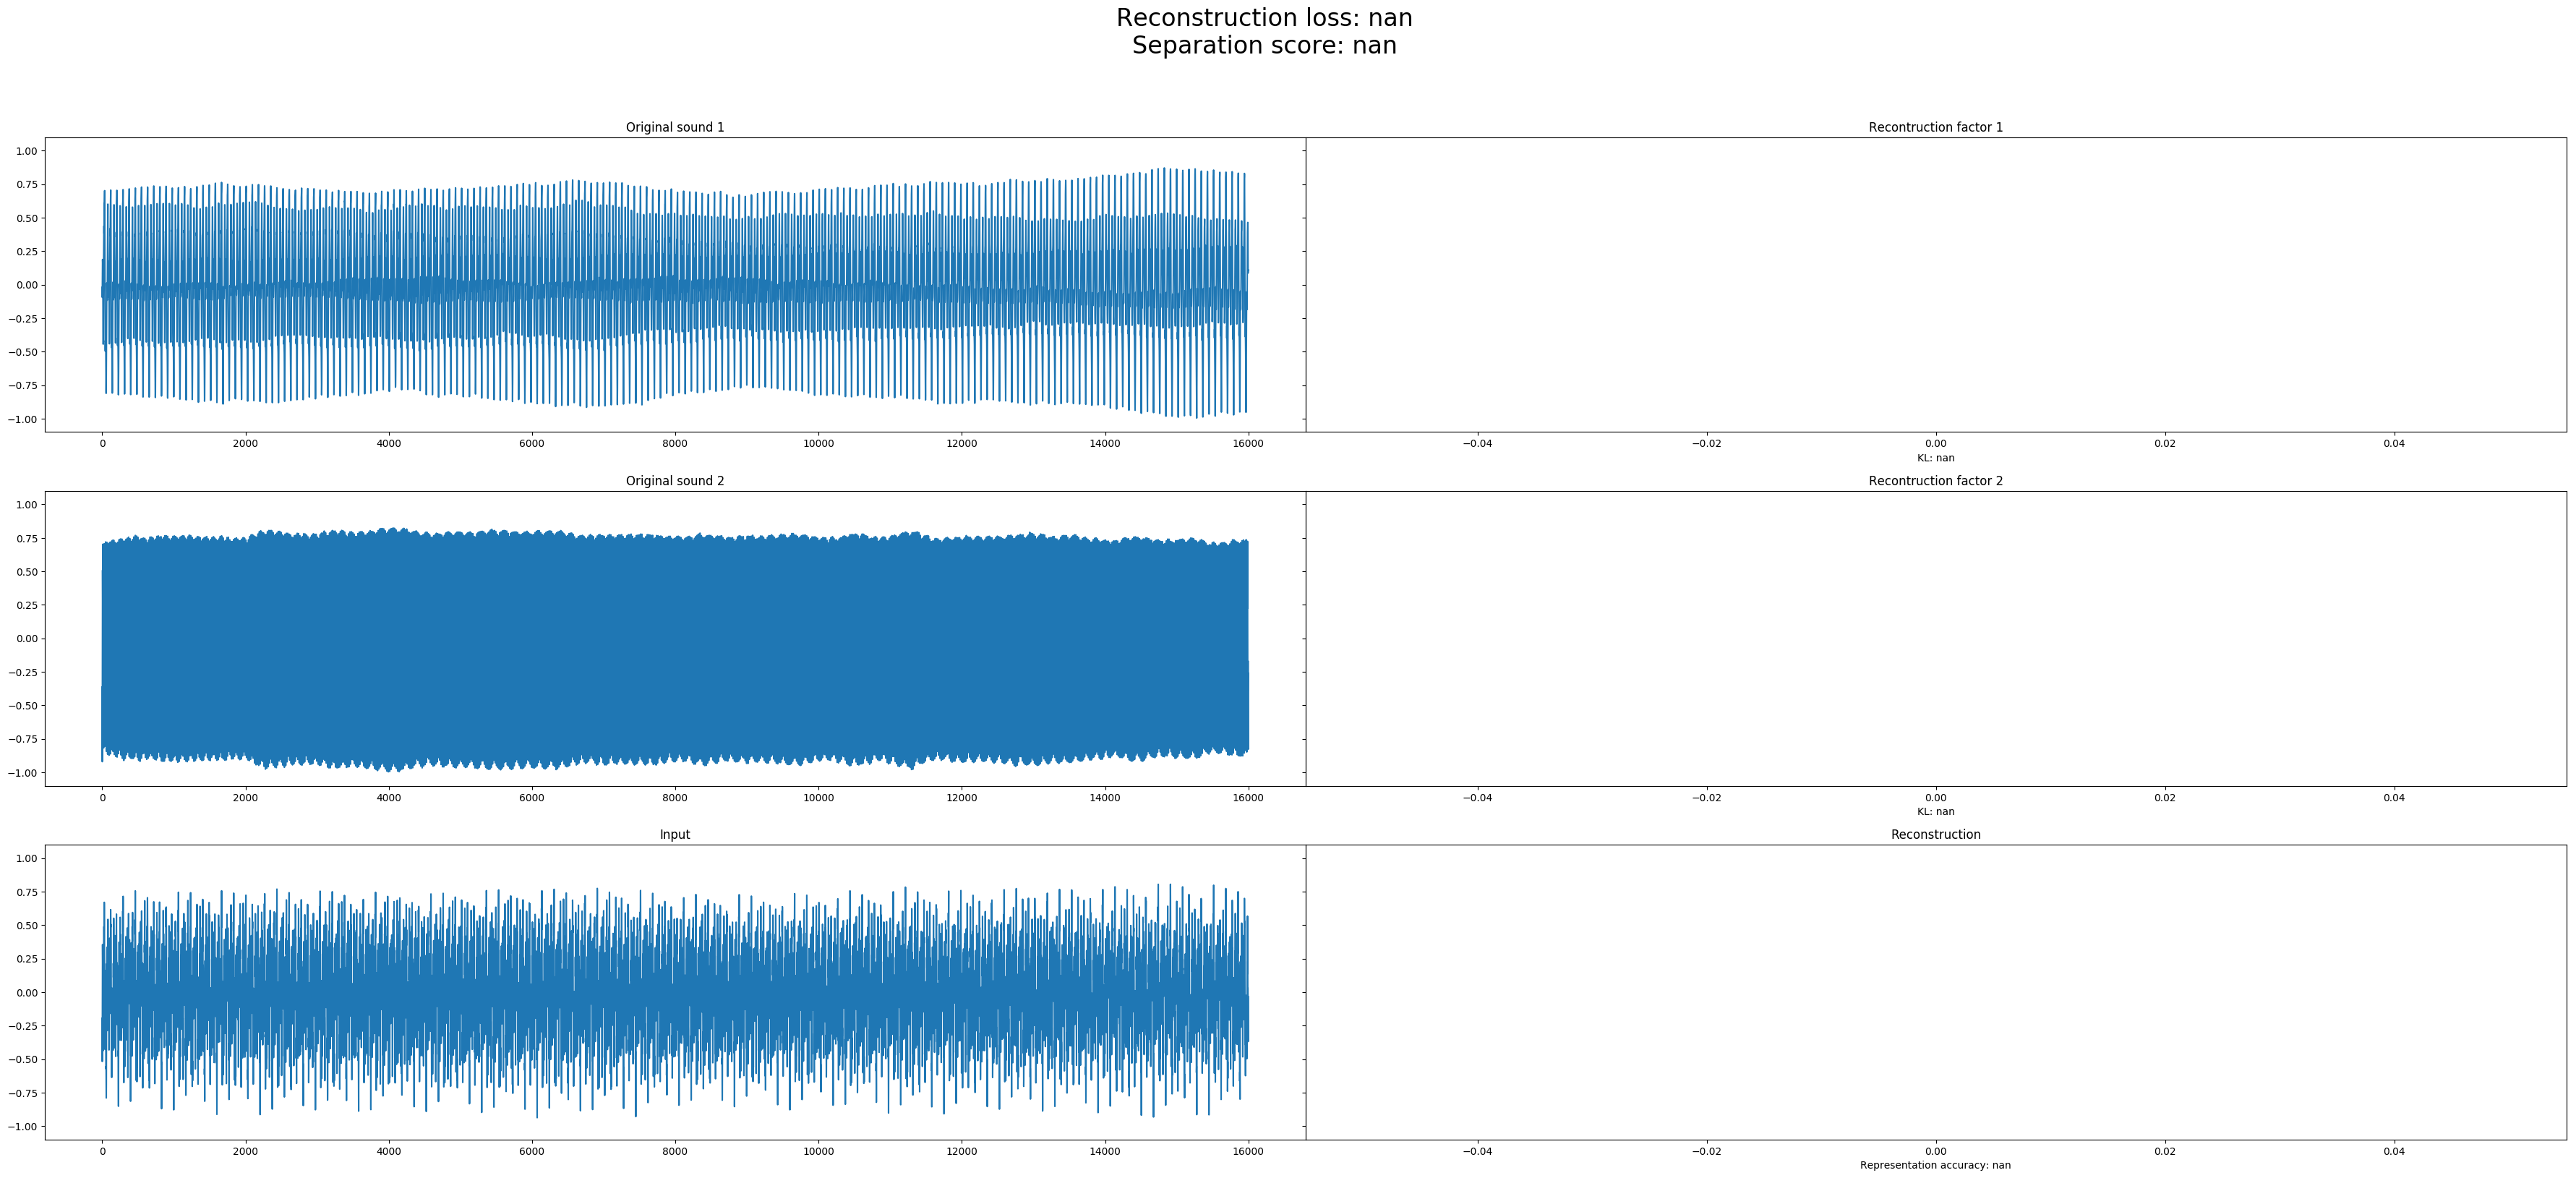 Reconstruction loss: nan
Separation score: nan
Original sound 1
Recontruction factor 1
1.00
0.75
0.50
0.25
0.00
−0.25
−0.50
−0.75
−1.00
0 2000 4000 6000 8000 10000 12000 14000 16000
−0.04 −0.02 0.00 0.02 0.04
KL: nan
Original sound 2
Recontruction factor 2
1.00
0.75
0.50
0.25
0.00
−0.25
−0.50
−0.75
−1.00
0 2000 4000 6000 8000 10000 12000 14000 16000
−0.04 −0.02 0.00 0.02 0.04
KL: nan
Input
Reconstruction
1.00
0.75
0.50
0.25
0.00
−0.25
−0.50
−0.75
−1.00
0 2000 4000 6000 8000 10000 12000 14000 16000
−0.04 −0.02 0.00 0.02 0.04
Representation accuracy: nan